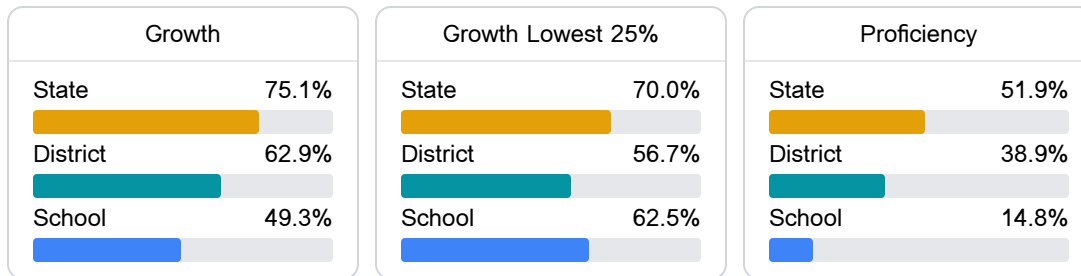 Growth
State 75.1%
District 62.9%
School 49.3%
Growth Lowest 25%
State 70.0%
District 56.7%
School 62.5%
Proficiency
State 51.9%
District 38.9%
School 14.8%